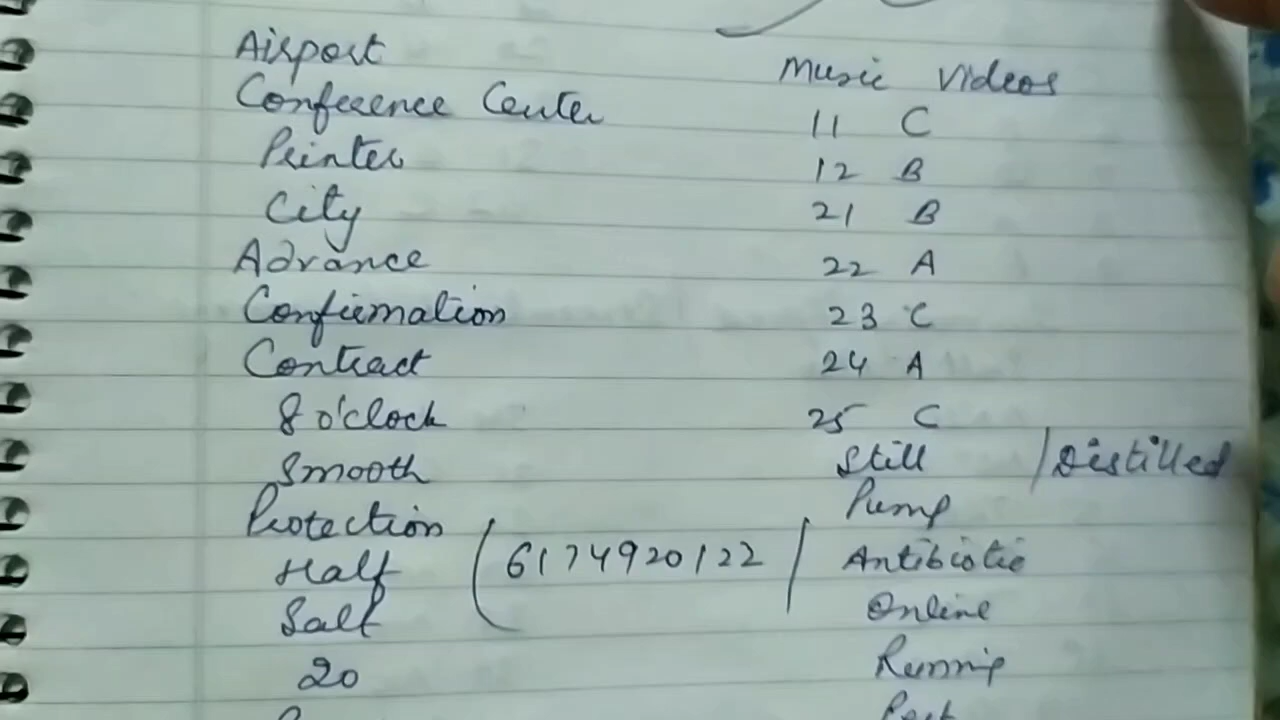 Airport
Conference Center
Printer
City
Advance
Confirmation
Contract
8 o'clock
Smooth
Protection
Half (6174920122
Salt
20
Music Videos
11 C
12 B
21 B
22 A
23 C
24 A
25 C
Still / Distilled
Pump
Antibiotic
Online
Running